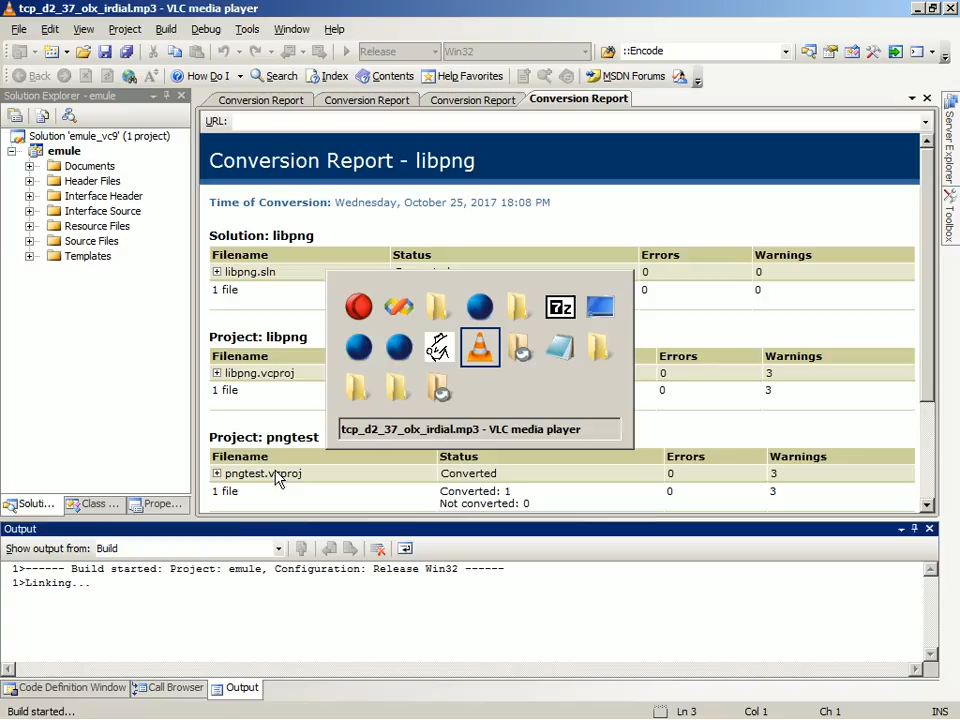 tcp_d2_37_olx_irdial.mp3 - VLC media player
File Edit View Project Build Debug Tools Window Help
Release Win32 ::Encode
Back How Do I Search Index Contents Help Favorites MSDN Forums
Solution Explorer - emule
Conversion Report Conversion Report Conversion Report Conversion Report
URL:
Solution 'emule_vc9' (1 project)
emule
Documents
Header Files
Interface Header
Interface Source
Resource Files
Source Files
Templates
Server Explorer
Toolbox
Conversion Report - libpng
Time of Conversion: Wednesday, October 25, 2017 18:08 PM
Solution: libpng
Filename Status Errors Warnings
libpng.sln 0 0
1 file 0 0
Project: libpng
Filename Errors Warnings
libpng.vcproj 0 3
1 file 0 3
7z
tcp_d2_37_olx_irdial.mp3 - VLC media player
Project: pngtest
Filename Status Errors Warnings
pngtest.vcproj Converted 0 3
1 file Converted: 1 0 3
Not converted: 0
Soluti... Class ... Prope...
Output
Show output from: Build
1>------ Build started: Project: emule, Configuration: Release Win32 ------
1>Linking...
Code Definition Window Call Browser Output
Build started... Ln 3 Col 1 Ch 1 INS